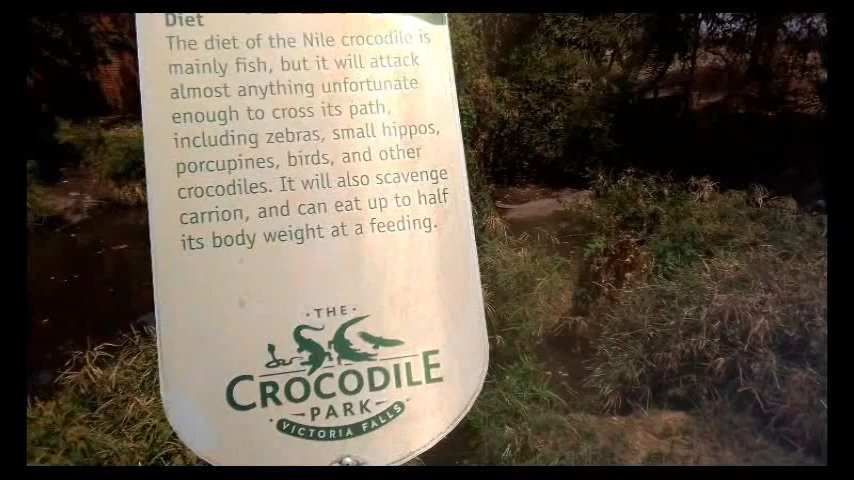 Diet
The diet of the Nile crocodile is
mainly fish, but it will attack
almost anything unfortunate
enough to cross its path,
including zebras, small hippos,
porcupines, birds, and other
crocodiles. It will also scavenge
carrion, and can eat up to half
its body weight at a feeding.
· THE ·
CROCODILE
PARK
· VICTORIA FALLS ·